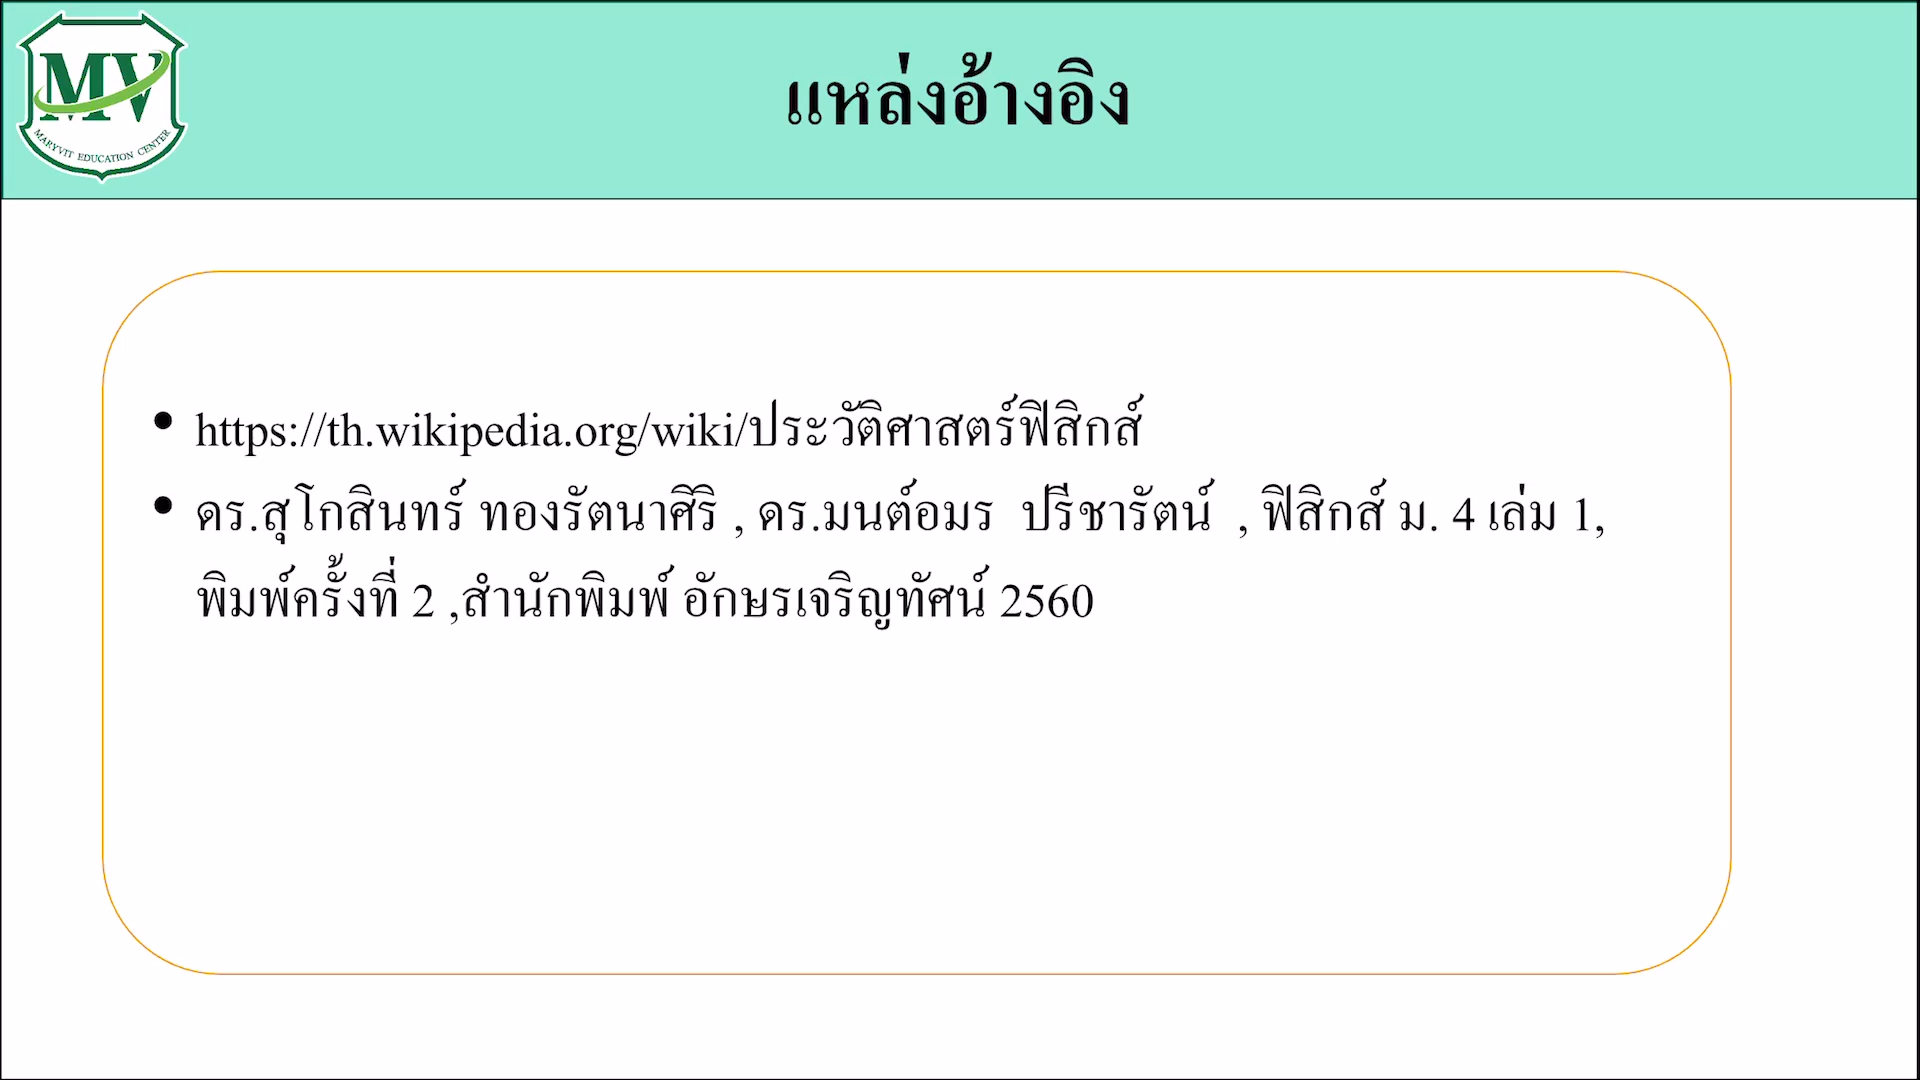 MV
MARYVIT EDUCATION CENTER
แหล่งอ้างอิง
• https://th.wikipedia.org/wiki/ประวัติศาสตร์ฟิสิกส์
• ดร.สุโกสินทร์ ทองรัตนาศิริ , ดร.มนต์อมร ปรีชารัตน์ , ฟิสิกส์ ม. 4 เล่ม 1,
พิมพ์ครั้งที่ 2 ,สำนักพิมพ์ อักษรเจริญทัศน์ 2560